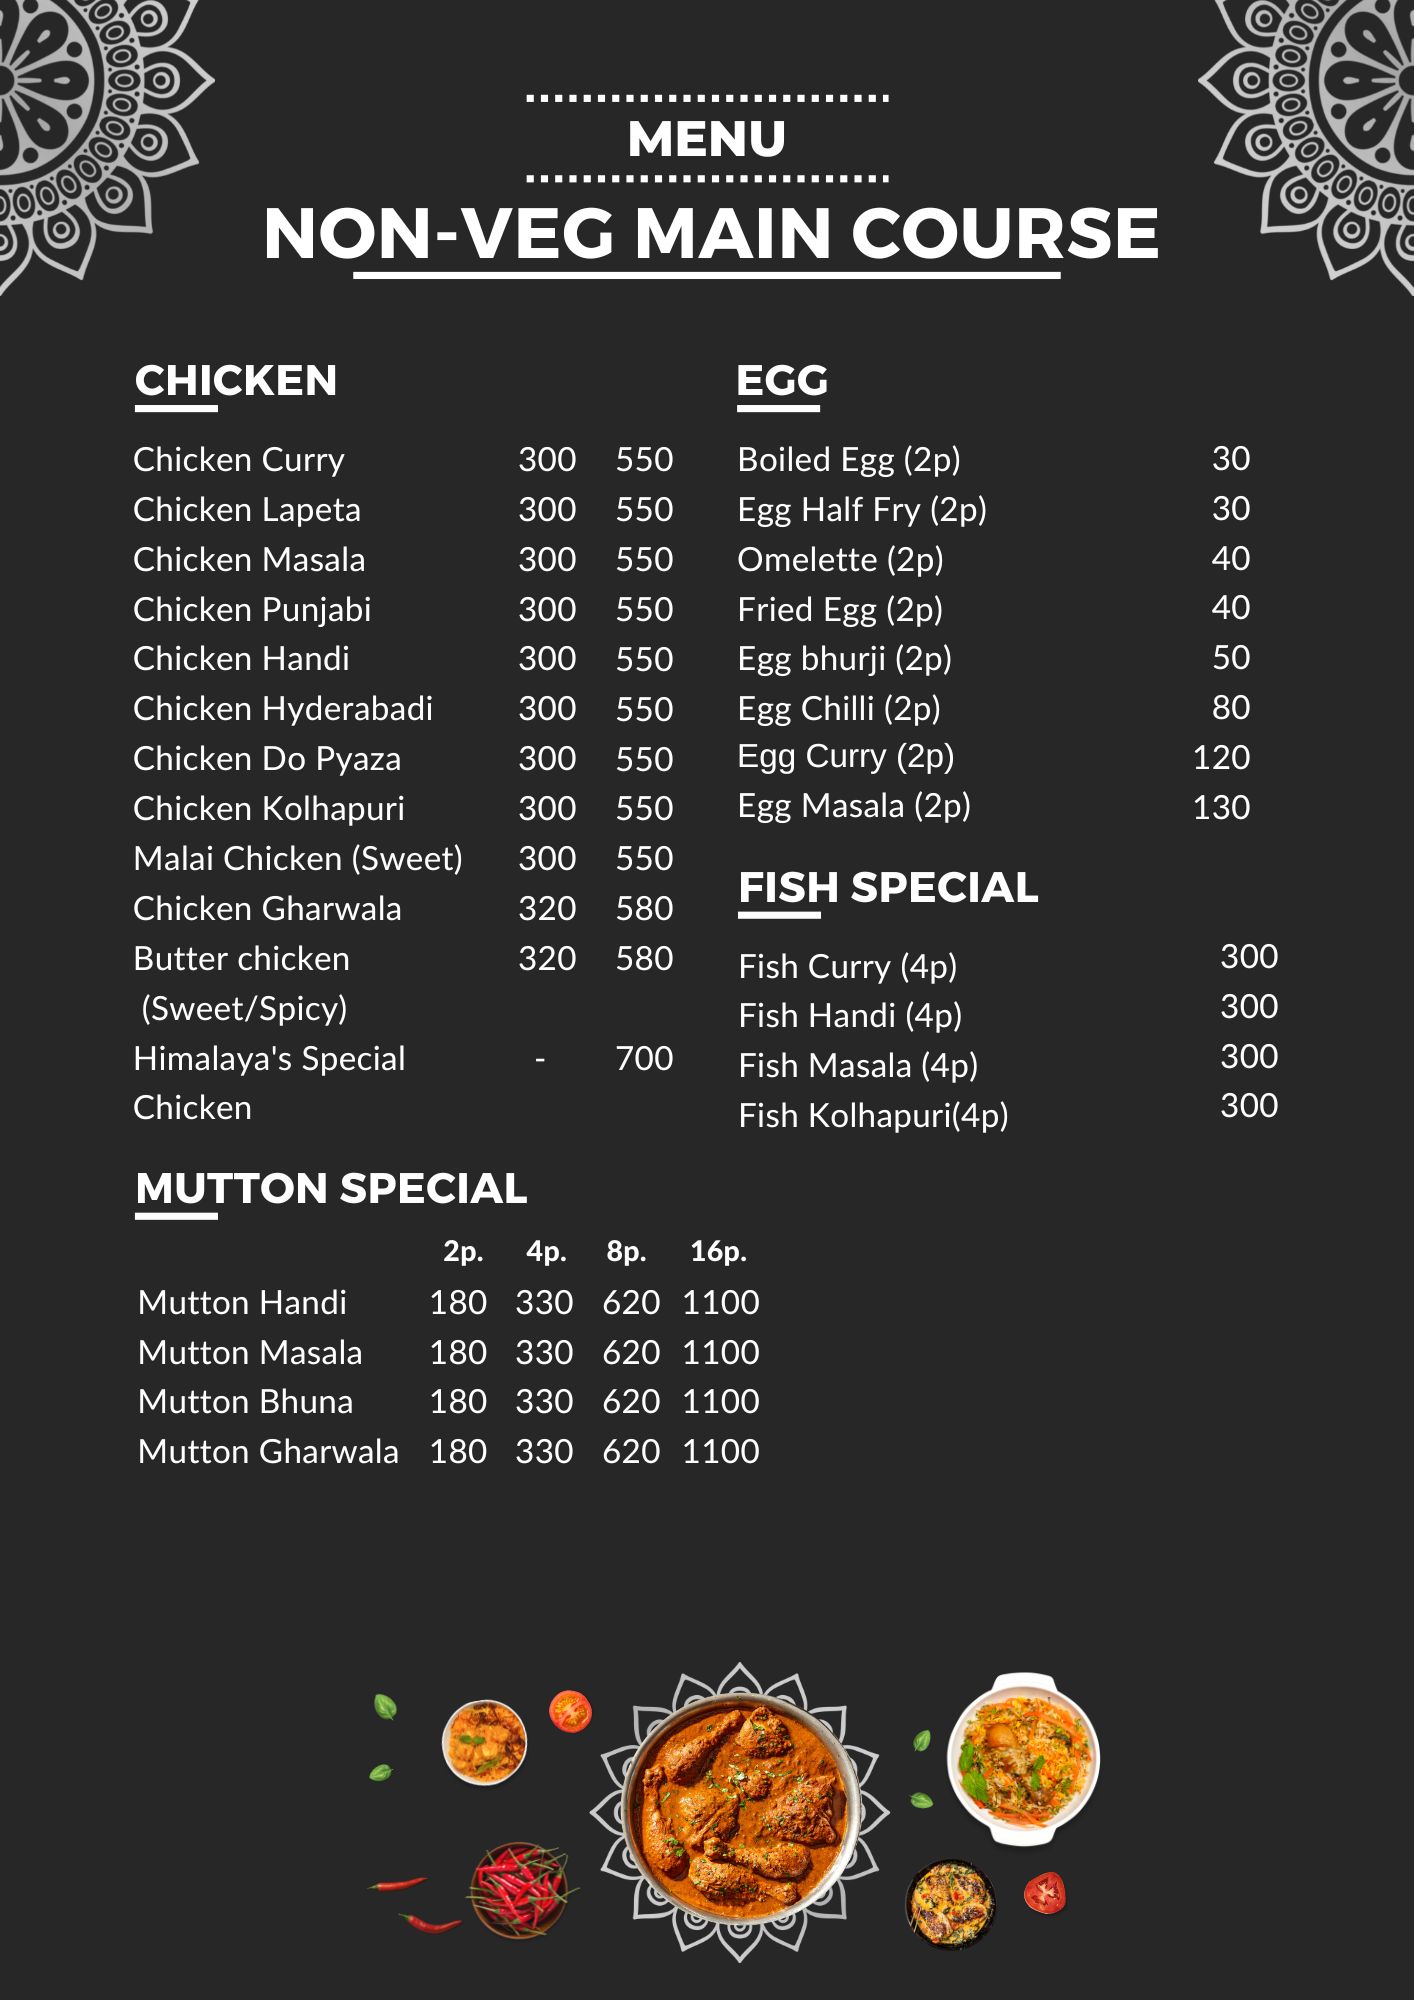 MENU
NON-VEG MAIN COURSE
CHICKEN
Chicken Curry 300 550
Chicken Lapeta 300 550
Chicken Masala 300 550
Chicken Punjabi 300 550
Chicken Handi 300 550
Chicken Hyderabadi 300 550
Chicken Do Pyaza 300 550
Chicken Kolhapuri 300 550
Malai Chicken (Sweet) 300 550
Chicken Gharwala 320 580
Butter chicken 320 580
(Sweet/Spicy)
Himalaya's Special - 700
Chicken
EGG
Boiled Egg (2p) 30
Egg Half Fry (2p) 30
Omelette (2p) 40
Fried Egg (2p) 40
Egg bhurji (2p) 50
Egg Chilli (2p) 80
Egg Curry (2p) 120
Egg Masala (2p) 130
FISH SPECIAL
Fish Curry (4p) 300
Fish Handi (4p) 300
Fish Masala (4p) 300
Fish Kolhapuri(4p) 300
MUTTON SPECIAL
2p. 4p. 8p. 16p.
Mutton Handi 180 330 620 1100
Mutton Masala 180 330 620 1100
Mutton Bhuna 180 330 620 1100
Mutton Gharwala 180 330 620 1100